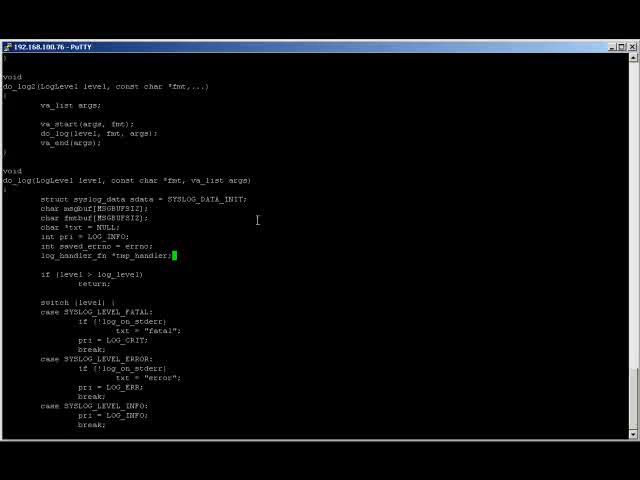 192.168.100.76 - PuTTY
}
void
do_log2(LogLevel level, const char *fmt,...)
{
va_list args;
va_start(args, fmt);
do_log(level, fmt, args);
va_end(args);
}
void
do_log(LogLevel level, const char *fmt, va_list args)
{
struct syslog_data sdata = SYSLOG_DATA_INIT;
char msgbuf[MSGBUFSIZ];
char fmtbuf[MSGBUFSIZ];
char *txt = NULL;
int pri = LOG_INFO;
int saved_errno = errno;
log_handler_fn *tmp_handler;
if (level > log_level)
return;
switch (level) {
case SYSLOG_LEVEL_FATAL:
if (!log_on_stderr)
txt = "fatal";
pri = LOG_CRIT;
break;
case SYSLOG_LEVEL_ERROR:
if (!log_on_stderr)
txt = "error";
pri = LOG_ERR;
break;
case SYSLOG_LEVEL_INFO:
pri = LOG_INFO;
break;